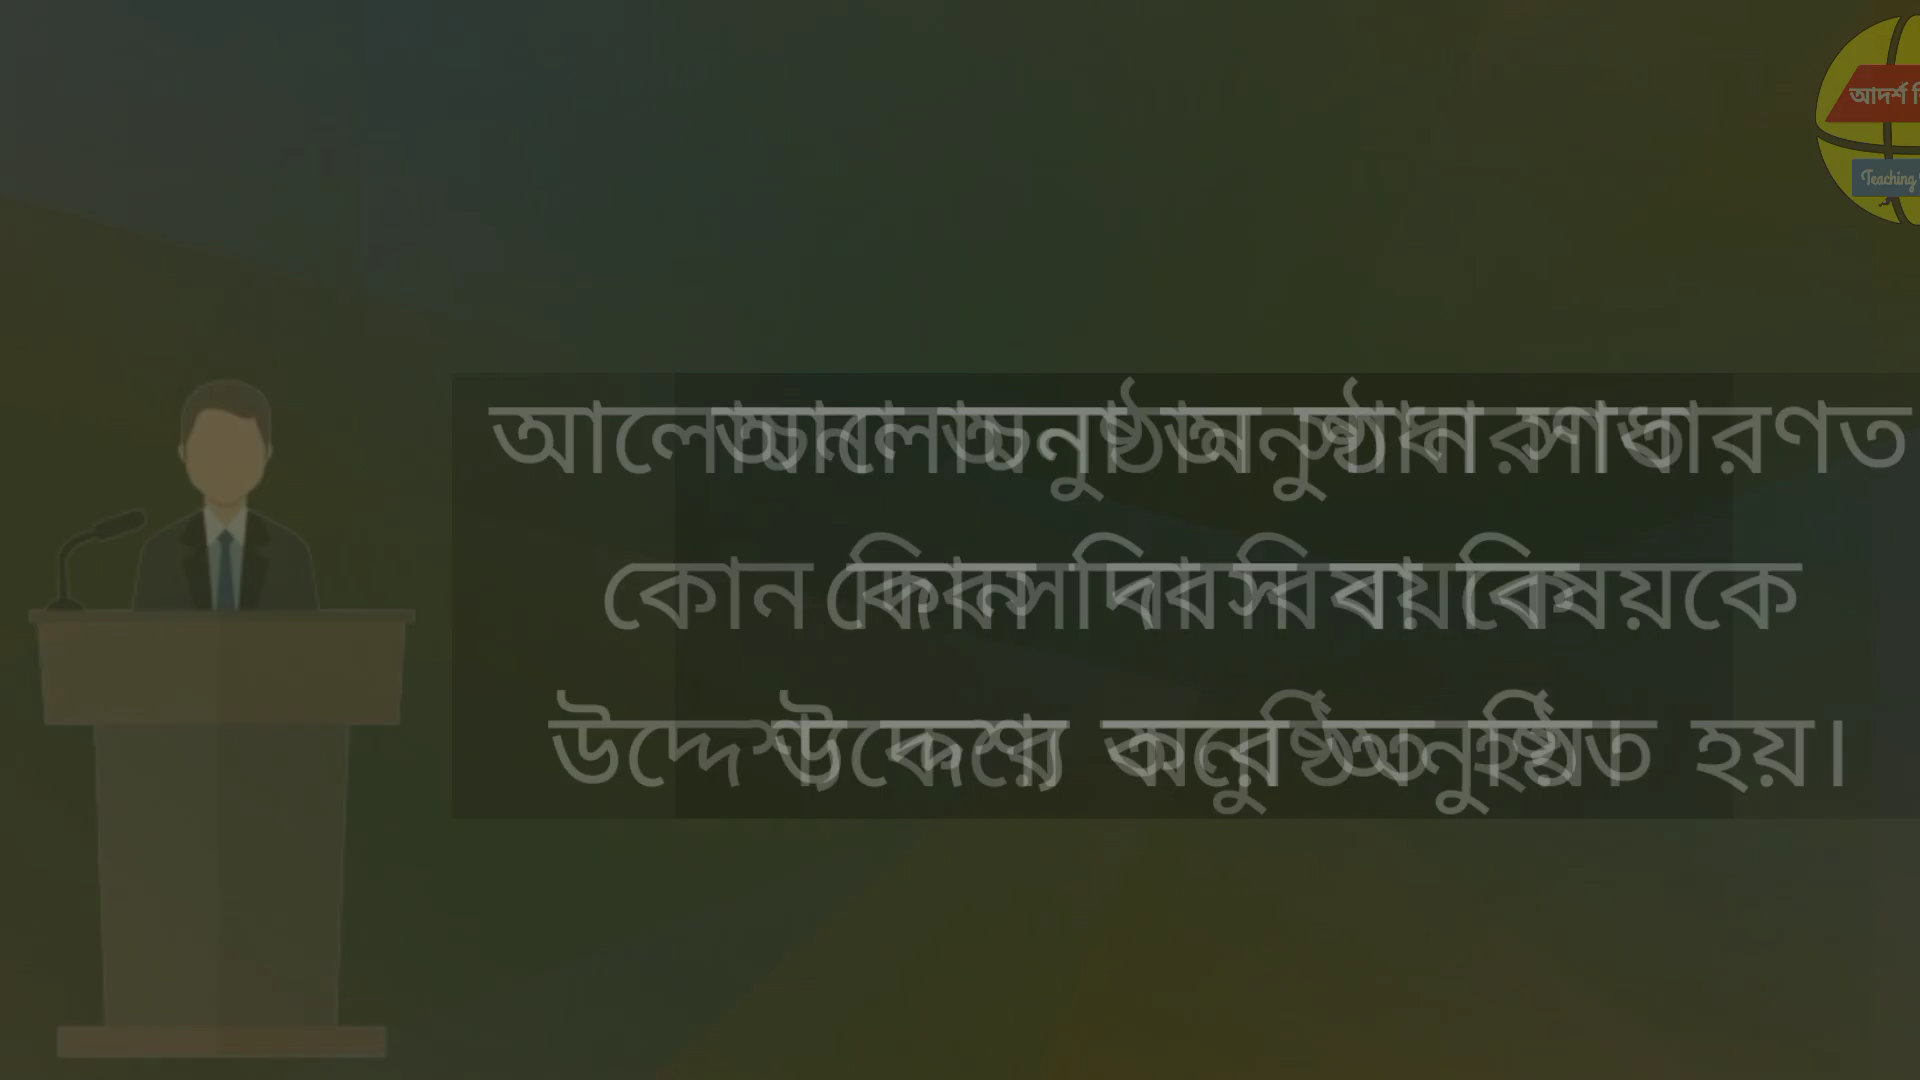 আদর্শ
Teaching
আলোচনা অনুষ্ঠান সাধারণত
কোন দিবস বা বিষয়কে
উদ্দেশ্য করে অনুষ্ঠিত হয়।